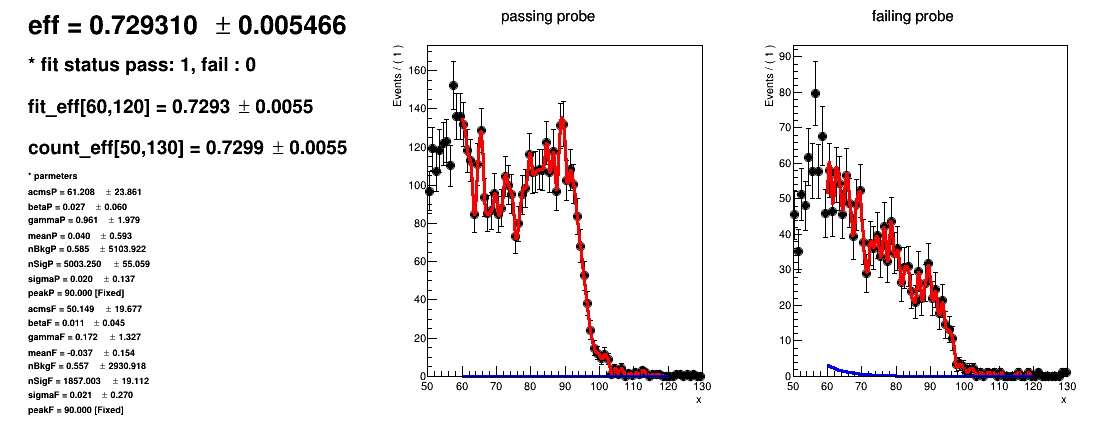 eff = 0.729310 ± 0.005466
* fit status pass: 1, fail : 0
fit_eff[60,120] = 0.7293 ± 0.0055
count_eff[50,130] = 0.7299 ± 0.0055
* parmeters
acmsP = 61.208 ± 23.861
betaP = 0.027 ± 0.060
gammaP = 0.961 ± 1.979
meanP = 0.040 ± 0.593
nBkgP = 0.585 ± 5103.922
nSigP = 5003.250 ± 55.059
sigmaP = 0.020 ± 0.137
peakP = 90.000 [Fixed]
acmsF = 50.149 ± 19.677
betaF = 0.011 ± 0.045
gammaF = 0.172 ± 1.327
meanF = -0.037 ± 0.154
nBkgF = 0.557 ± 2930.918
nSigF = 1857.003 ± 19.112
sigmaF = 0.021 ± 0.270
peakF = 90.000 [Fixed]
passing probe
Events / ( 1 )
160
140
120
100
80
60
40
20
0
50 60 70 80 90 100 110 120 130
x
failing probe
Events / ( 1 )
90
80
70
60
50
40
30
20
10
0
50 60 70 80 90 100 110 120 130
x